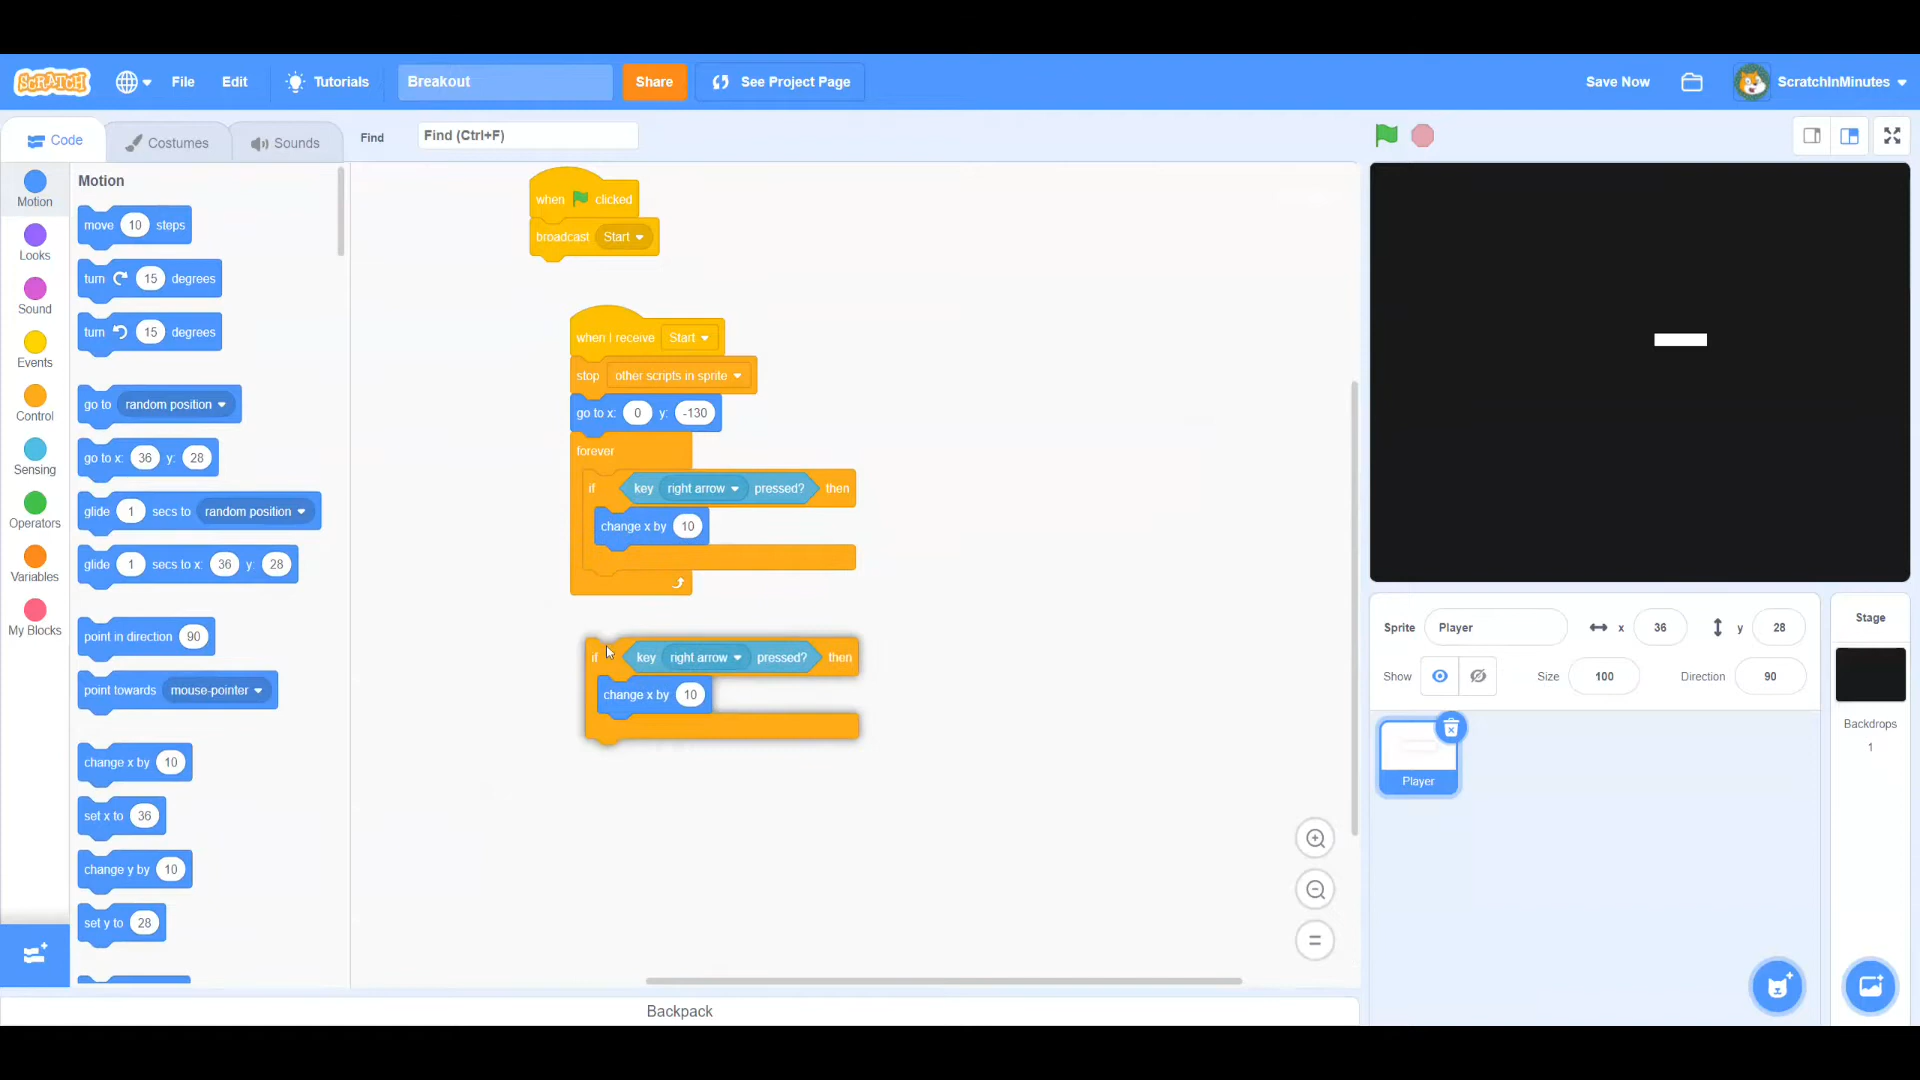 SCRATCH File Edit Tutorials Breakout Share See Project Page Save Now ScratchInMinutes
Code Costumes Sounds Find Find (Ctrl+F)
Motion
Looks
Sound
Events
Control
Sensing
Operators
Variables
My Blocks
Motion
move 10 steps
turn 15 degrees
turn 15 degrees
go to random position
go to x: 36 y: 28
glide 1 secs to random position
glide 1 secs to x: 36 y: 28
point in direction 90
point towards mouse-pointer
change x by 10
set x to 36
change y by 10
set y to 28
when clicked
broadcast Start
when I receive Start
stop other scripts in sprite
go to x: 0 y: -130
forever
if key right arrow pressed? then
change x by 10
if key right arrow pressed? then
change x by 10
Backpack
Sprite Player x 36 y 28
Show Size 100 Direction 90
Player
Stage
Backdrops
1